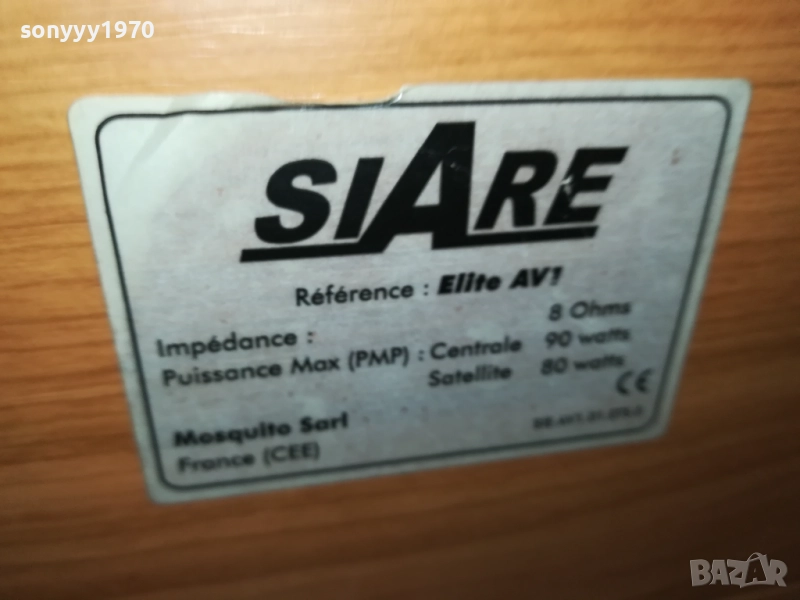 sonyyy1970
SIARE
Référence : Elite AV1
Impédance : 8 Ohms
Puissance Max (PMP) : Centrale 90 watts
Satellite 80 watts
CE
Mosquito Sarl
France (CEE)
BAZAR